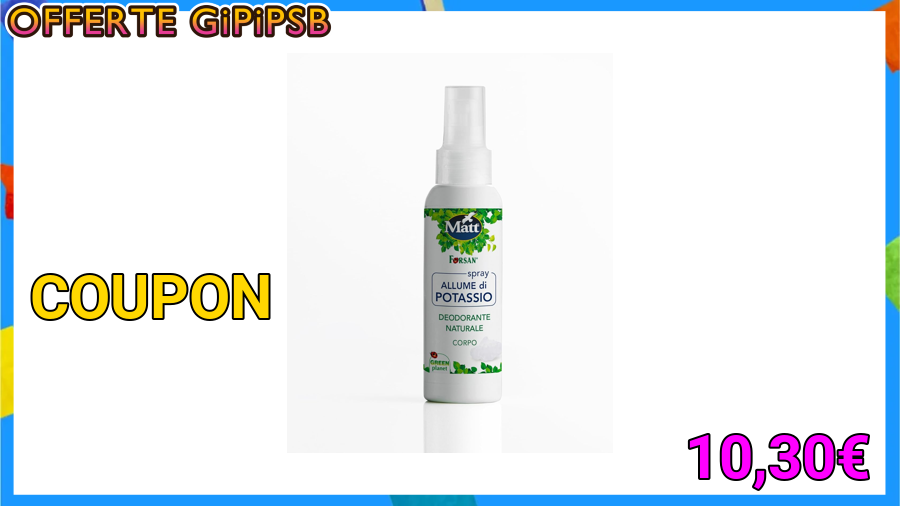 OFFERTE GiPiPSB
Matt
FORSAN®
spray
ALLUME di
POTASSIO
DEODORANTE
NATURALE
CORPO
GREEN
planet
COUPON
10,30€